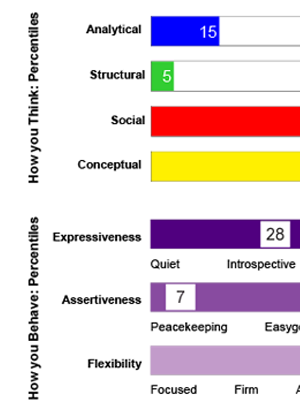 How you Think: Percentiles
Analytical 15
Structural 5
Social
Conceptual
How you Behave: Percentiles
Expressiveness 28
Quiet Introspective
Assertiveness 7
Peacekeeping
Flexibility
Focused Firm